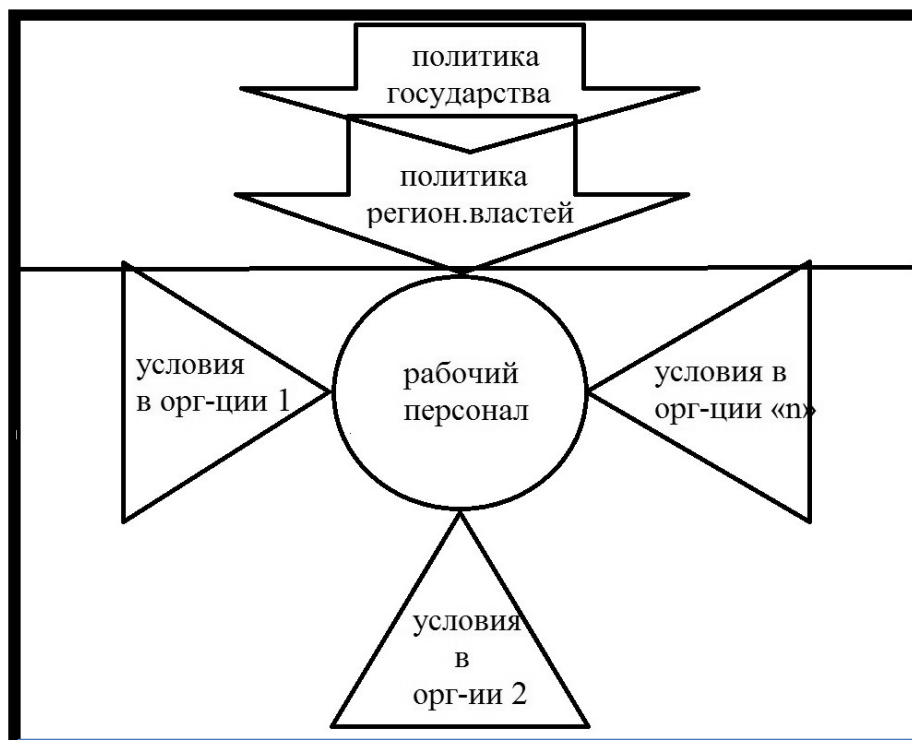 политика
государства
политика
регион.властей
условия
в орг-ции 1
рабочий
персонал
условия в
орг-ции «n»
условия
в
орг-ии 2